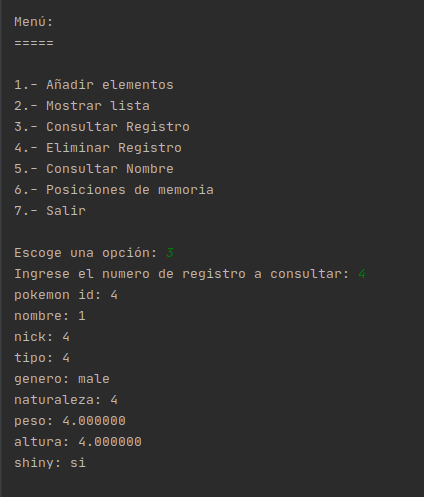 Menú:
=====
1.- Añadir elementos
2.- Mostrar lista
3.- Consultar Registro
4.- Eliminar Registro
5.- Consultar Nombre
6.- Posiciones de memoria
7.- Salir
Escoge una opción: 3
Ingrese el numero de registro a consultar: 4
pokemon id: 4
nombre: 1
nick: 4
tipo: 4
genero: male
naturaleza: 4
peso: 4.000000
altura: 4.000000
shiny: si